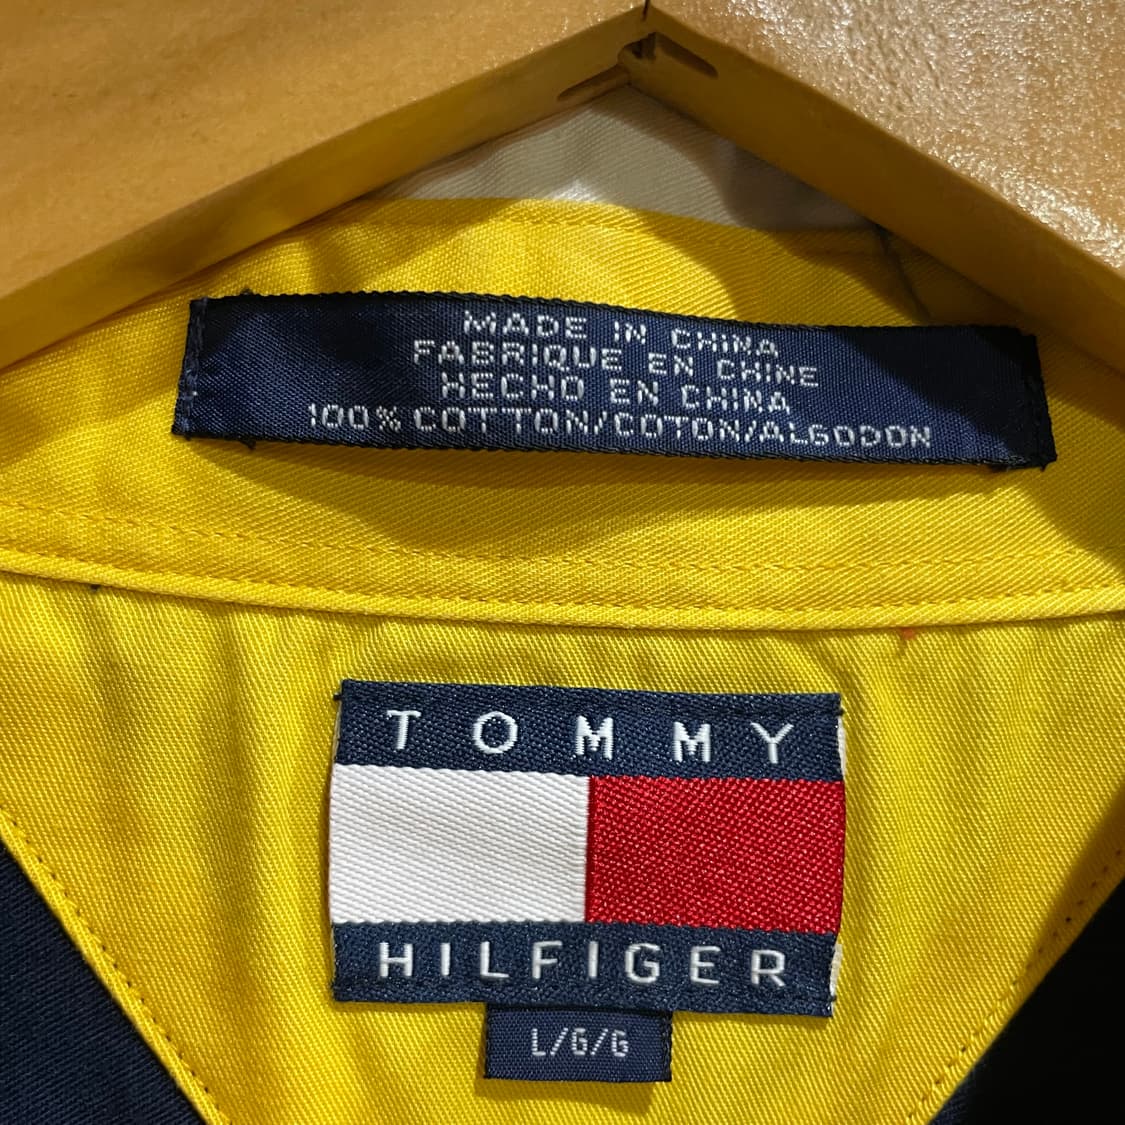 MADE IN CHINA
FABRIQUE EN CHINE
HECHO EN CHINA
100% COTTON/COTON/ALGODON
TOMMY
HILFIGER
L/G/G